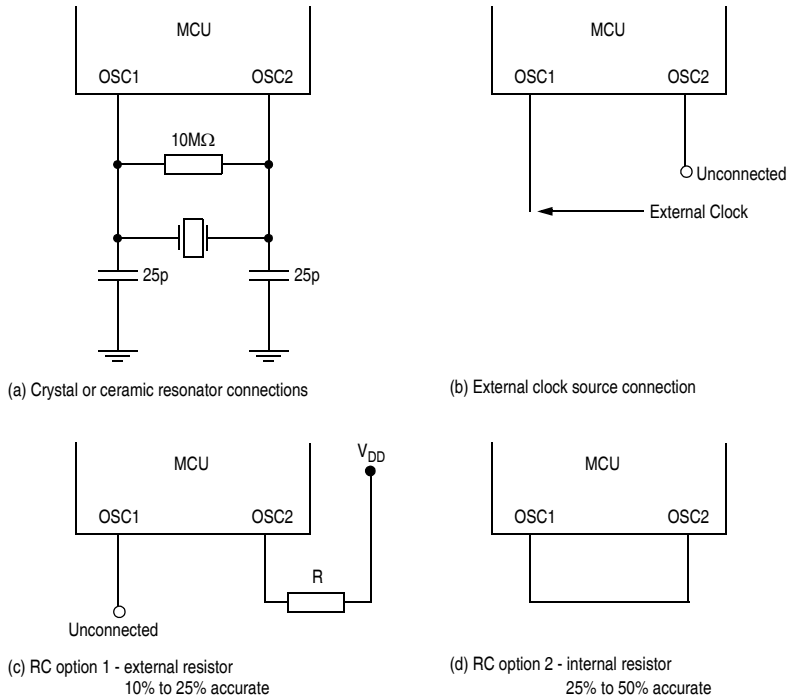 MCU
OSC1 OSC2
10MΩ
25p 25p
(a) Crystal or ceramic resonator connections
MCU
OSC1 OSC2
Unconnected
External Clock
(b) External clock source connection
MCU
OSC1 OSC2
VDD
R
Unconnected
(c) RC option 1 - external resistor
10% to 25% accurate
MCU
OSC1 OSC2
(d) RC option 2 - internal resistor
25% to 50% accurate